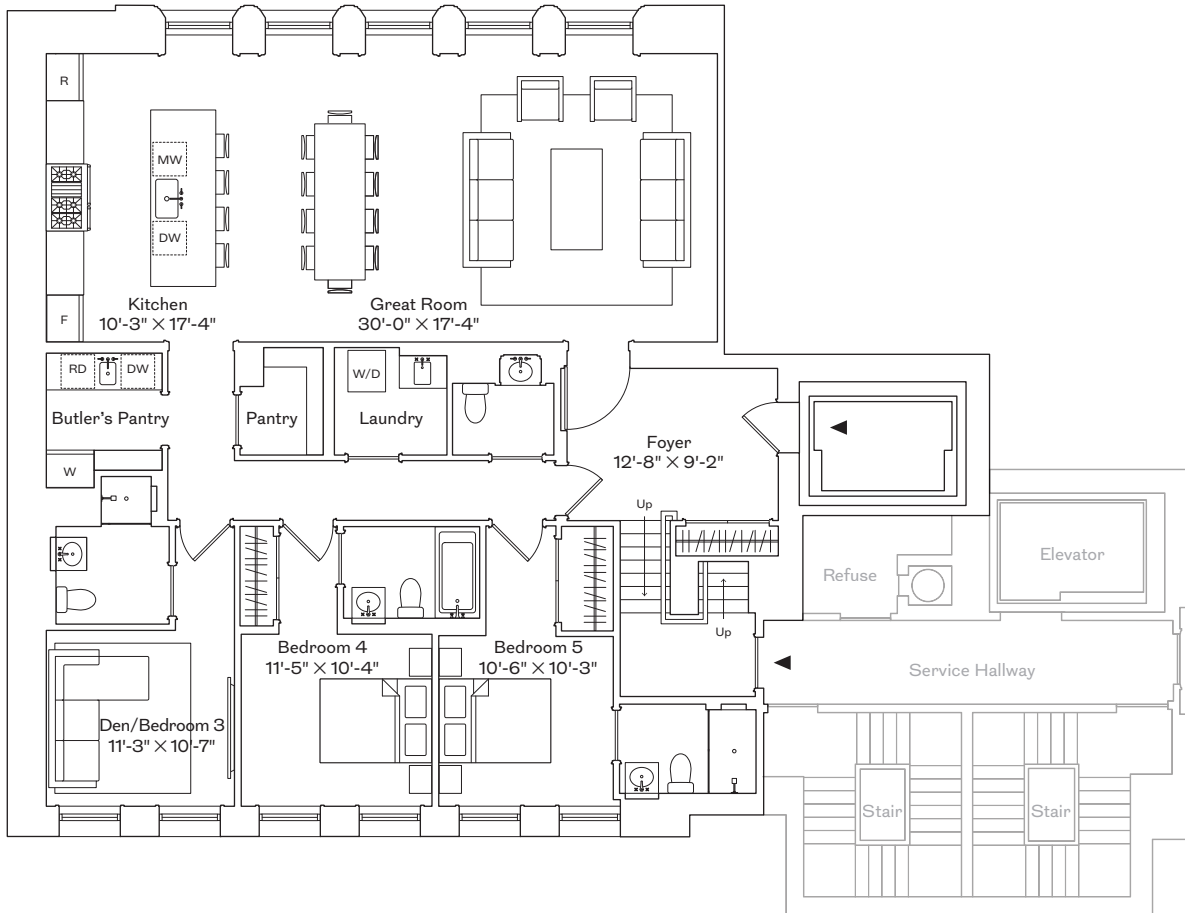 R
MW
DW
F
Kitchen
10'-3" × 17'-4"
Great Room
30'-0" × 17'-4"
RD
DW
Butler's Pantry
W
Pantry
W/D
Laundry
Foyer
12'-8" × 9'-2"
Up
Up
Refuse
Elevator
Service Hallway
Bedroom 4
11'-5" × 10'-4"
Bedroom 5
10'-6" × 10'-3"
Den/Bedroom 3
11'-3" × 10'-7"
Stair
Stair